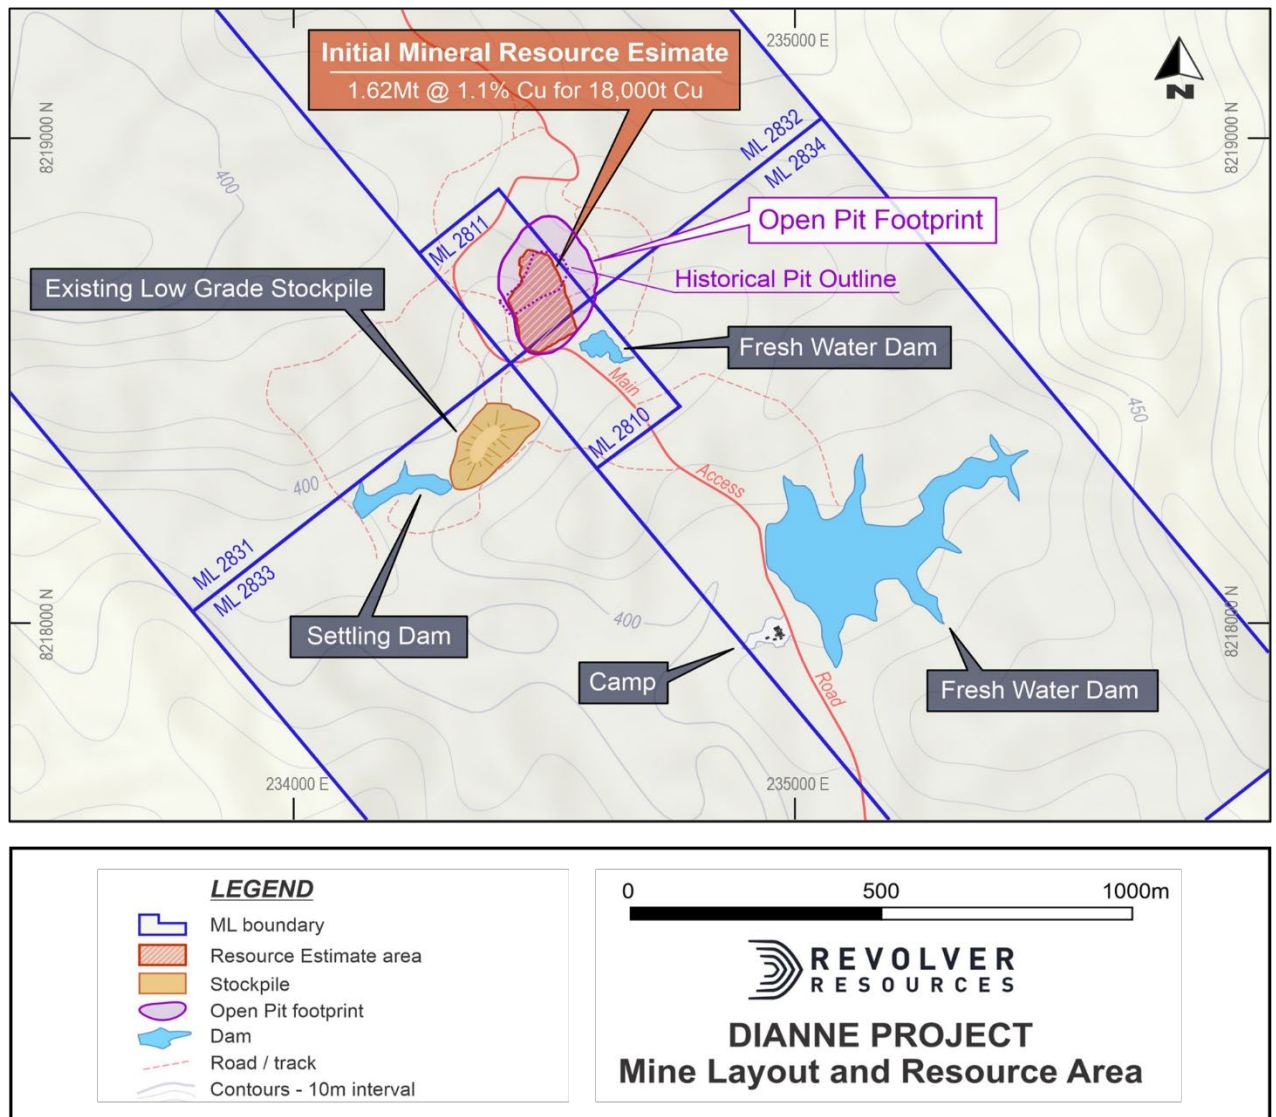 Initial Mineral Resource Esimate
1.62Mt @ 1.1% Cu for 18,000t Cu
235000 E
N
8219000 N
8219000 N
400
ML 2832
ML 2834
ML 2811
Open Pit Footprint
Historical Pit Outline
Existing Low Grade Stockpile
Fresh Water Dam
Main
450
ML 2810
Access
400
ML 2831
ML 2833
8218000 N
8218000 N
400
Settling Dam
Camp
Road
Fresh Water Dam
234000 E
235000 E
LEGEND
ML boundary
Resource Estimate area
Stockpile
Open Pit footprint
Dam
Road / track
Contours - 10m interval
0 500 1000m
REVOLVER
RESOURCES
DIANNE PROJECT
Mine Layout and Resource Area